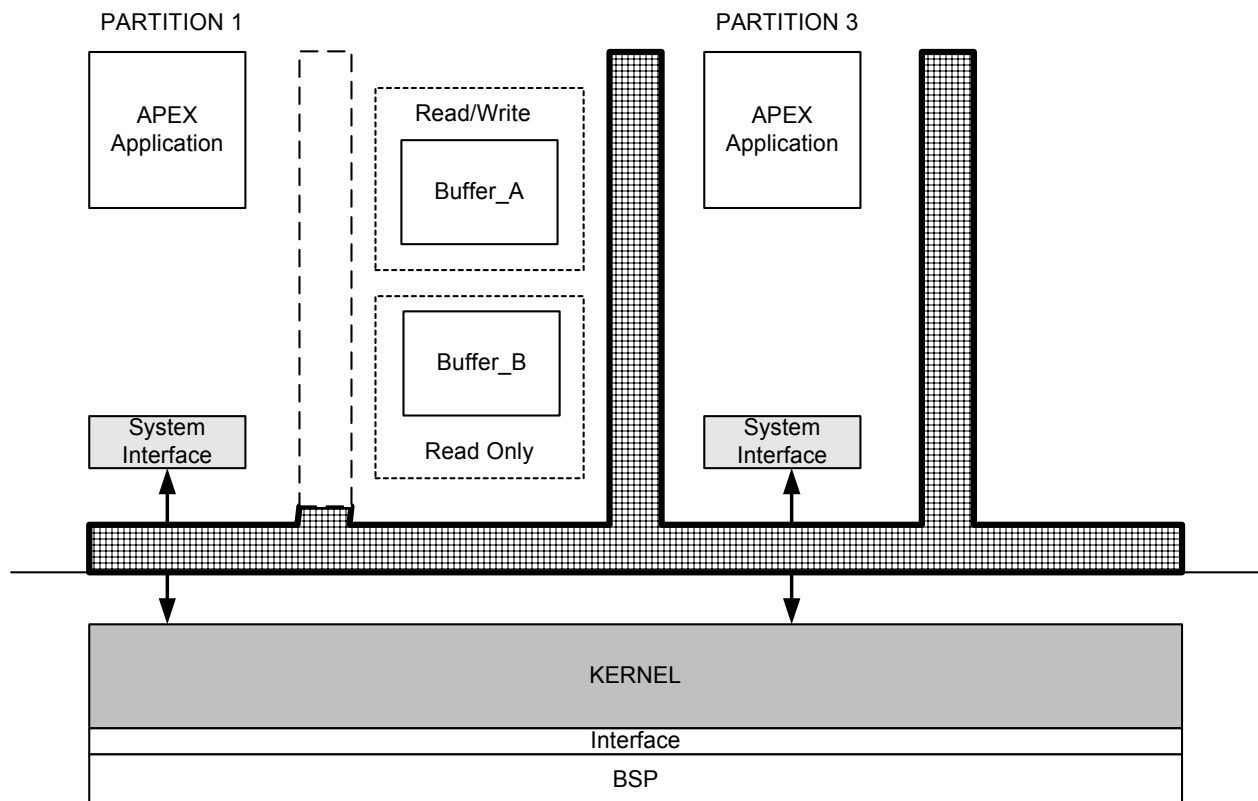 PARTITION 1
PARTITION 3
APEX
Application
Read/Write
Buffer_A
APEX
Application
Buffer_B
Read Only
System
Interface
System
Interface
KERNEL
Interface
BSP